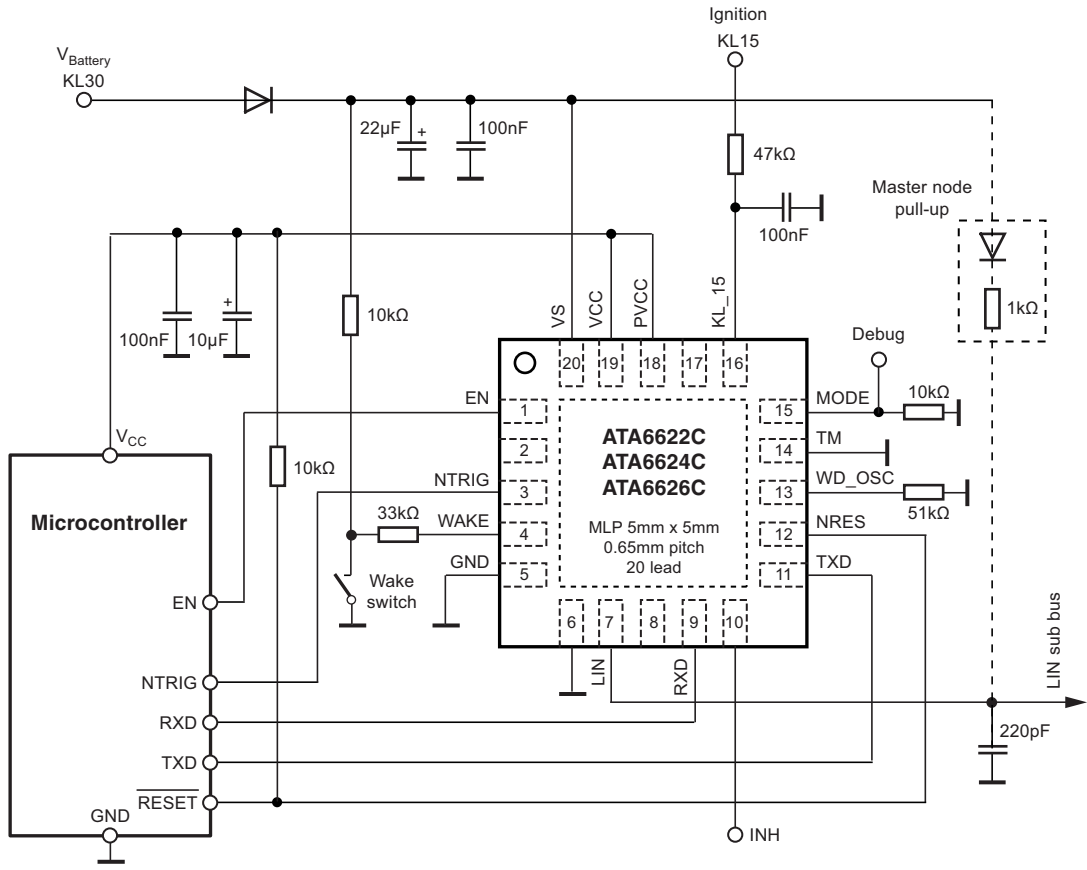 Ignition
KL15
V_Battery
KL30
22µF
+
100nF
47kΩ
100nF
Master node
pull-up
1kΩ
100nF
+
10µF
10kΩ
VS
VCC
PVCC
KL_15
Debug
20
19
18
17
16
EN
1
2
NTRIG
3
33kΩ
WAKE
4
GND
5
ATA6622C
ATA6624C
ATA6626C
MLP 5mm x 5mm
0.65mm pitch
20 lead
15
MODE
10kΩ
14
TM
13
WD_OSC
51kΩ
12
NRES
11
TXD
6
7
8
9
10
LIN
RXD
Wake
switch
10kΩ
V_CC
Microcontroller
EN
NTRIG
RXD
TXD
RESET
GND
INH
LIN sub bus
220pF